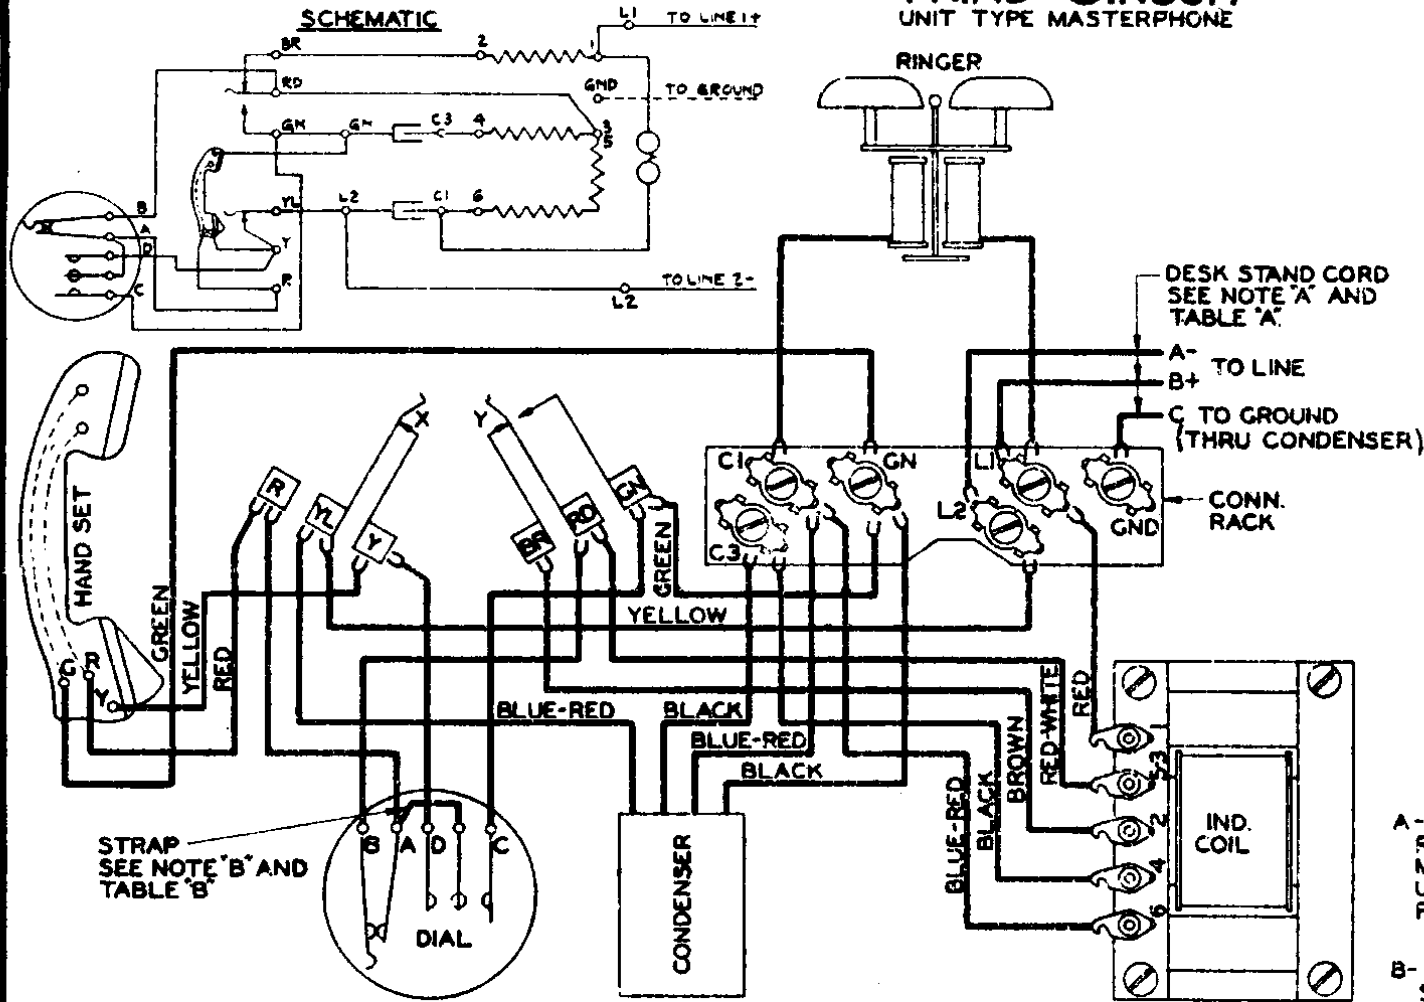 SCHEMATIC
UNIT TYPE MASTERPHONE
L1
TO LINE 1+
BR
2
1
RD
GND
TO GROUND
GN
GN
C3
4
3
5
YL
L2
C1
6
B
A
D
C
Y
R
L2
TO LINE 2-
RINGER
DESK STAND CORD
SEE NOTE "A" AND
TABLE "A".
A-
B+
TO LINE
C TO GROUND
(THRU CONDENSER)
HAND SET
G
R
Y
GREEN
YELLOW
RED
R
YL
X
Y
Y
BR
RD
GN
GREEN
YELLOW
C1
GN
L1
C3
L2
GND
CONN.
RACK
BLUE-RED
BLACK
BLUE-RED
BLACK
BLUE-RED
BLACK
BROWN
RED-WHITE
RED
1
3
5
2
4
6
IND.
COIL
STRAP
SEE NOTE "B" AND
TABLE "B"
B
A
D
C
DIAL
CONDENSER
A-
B-